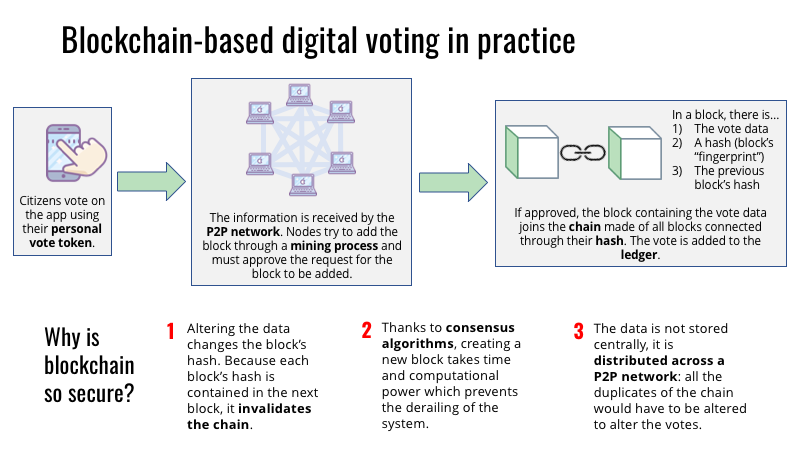 Blockchain-based digital voting in practice
Citizens vote on
the app using
their personal
vote token.
The information is received by the
P2P network. Nodes try to add the
block through a mining process and
must approve the request for the
block to be added.
In a block, there is...
1) The vote data
2) A hash (block's
"fingerprint")
3) The previous
block's hash
If approved, the block containing the vote data
joins the chain made of all blocks connected
through their hash. The vote is added to the
ledger.
Why is
blockchain
so secure?
1 Altering the data
changes the block's
hash. Because each
block's hash is
contained in the next
block, it invalidates
the chain.
2 Thanks to consensus
algorithms, creating a
new block takes time
and computational
power which prevents
the derailing of the
system.
3 The data is not stored
centrally, it is
distributed across a
P2P network: all the
duplicates of the chain
would have to be altered
to alter the votes.